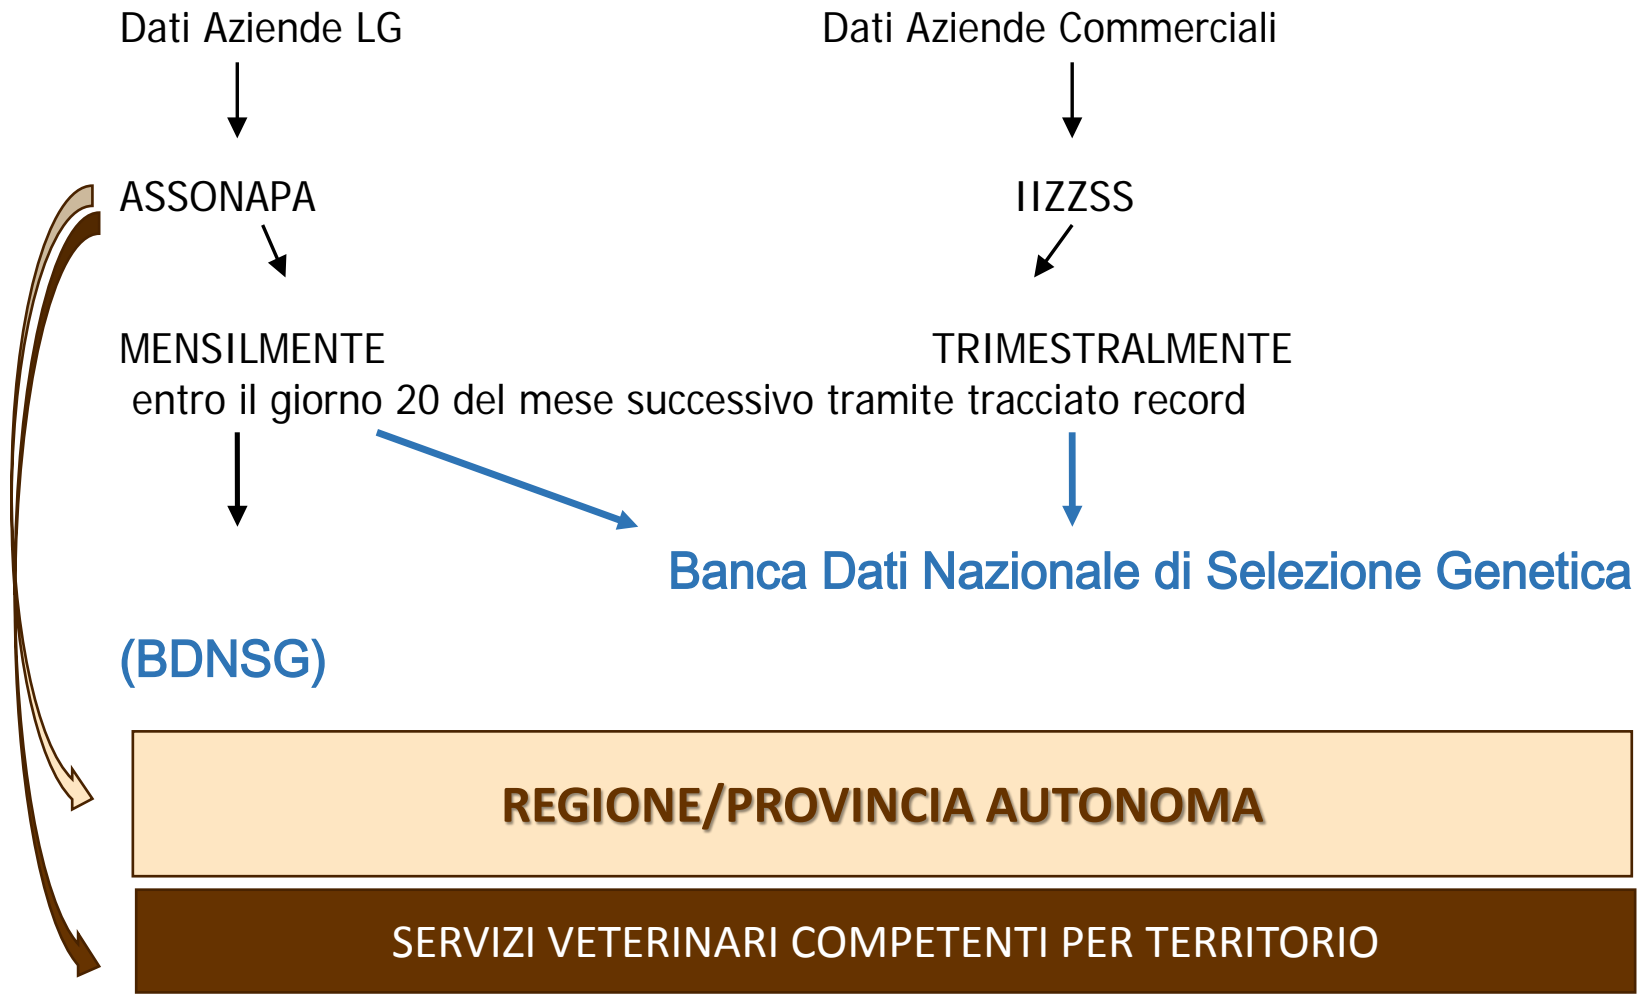 Dati Aziende LG
Dati Aziende Commerciali
ASSONAPA
IIZZSS
MENSILMENTE
TRIMESTRALMENTE
entro il giorno 20 del mese successivo tramite tracciato record
Banca Dati Nazionale di Selezione Genetica
(BDNSG)
REGIONE/PROVINCIA AUTONOMA
SERVIZI VETERINARI COMPETENTI PER TERRITORIO